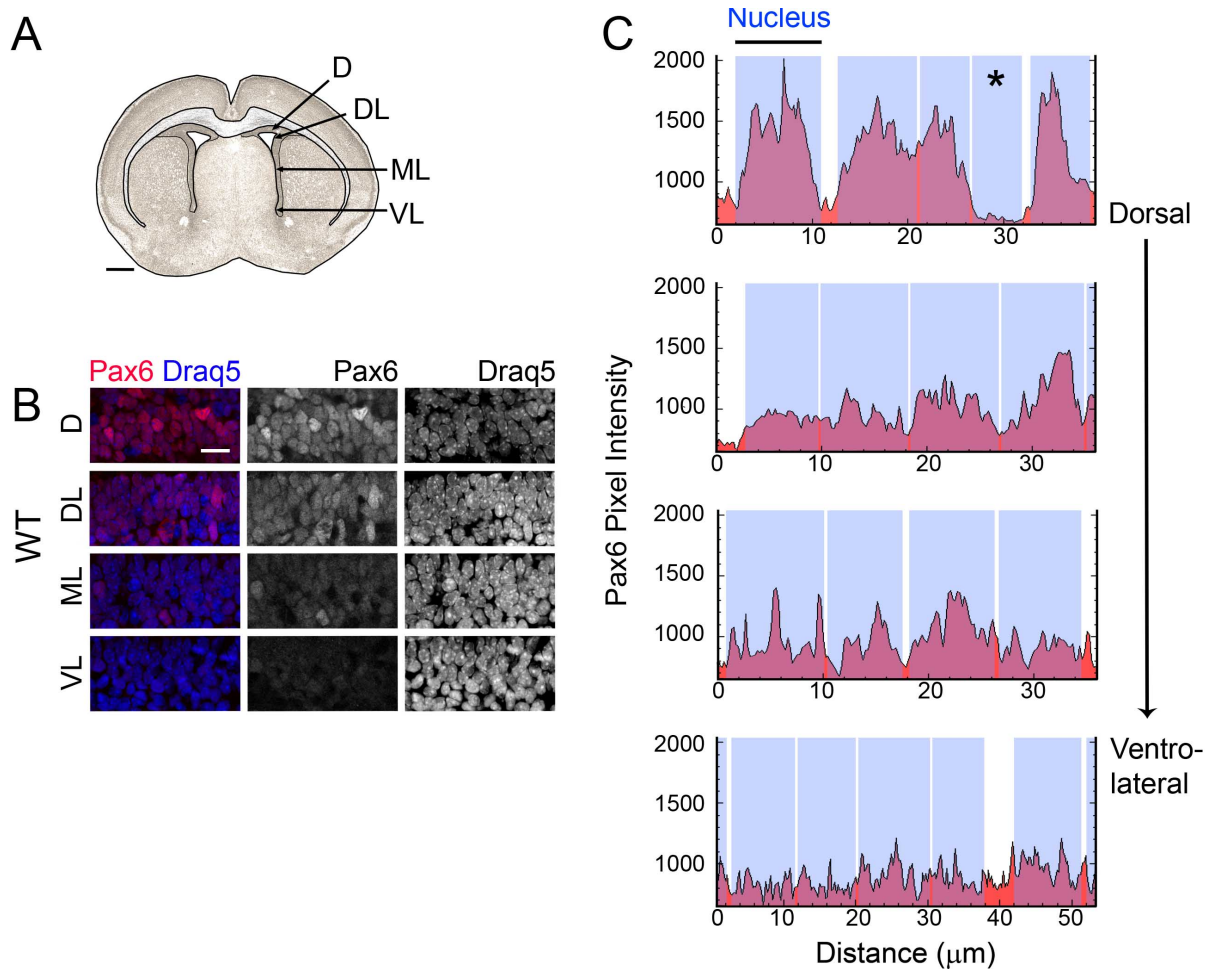 A
D
DL
ML
VL
B
WT
Pax6 Draq5 Pax6 Draq5
D
DL
ML
VL
C
Nucleus
*
Pax6 Pixel Intensity
2000
1500
1000
0 10 20 30
Dorsal
2000
1500
1000
0 10 20 30
2000
1500
1000
0 10 20 30
Ventro-
lateral
2000
1500
1000
0 10 20 30 40 50
Distance (μm)